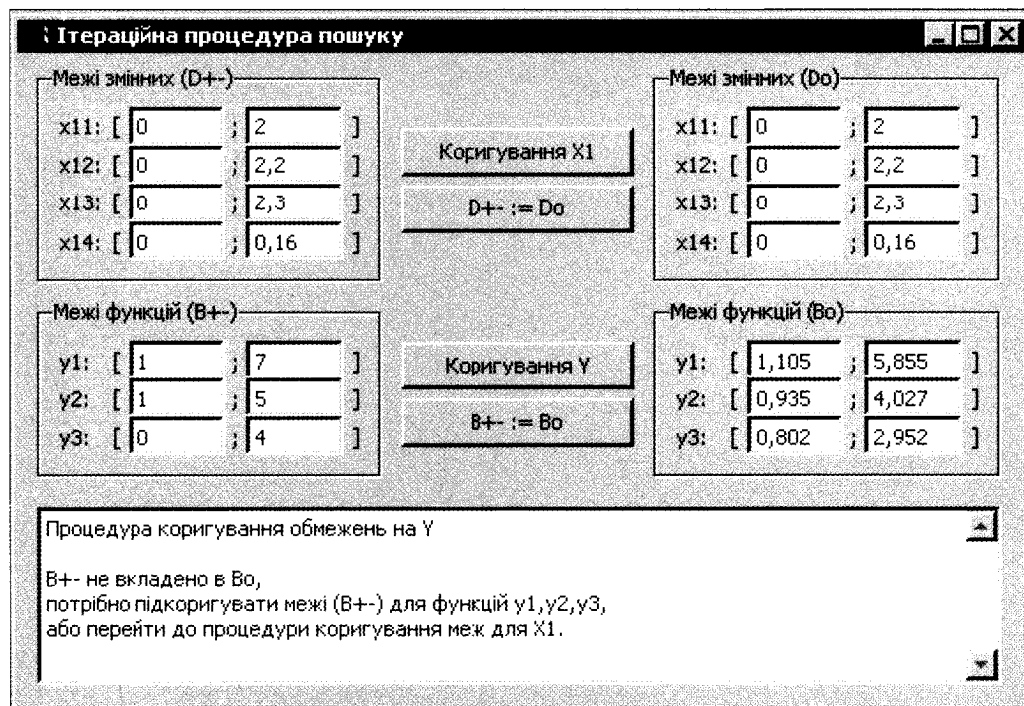 Ітераційна процедура пошуку
Межі змінних (D+-)
x11: [ 0 ; 2 ]
x12: [ 0 ; 2,2 ]
x13: [ 0 ; 2,3 ]
x14: [ 0 ; 0,16 ]
Коригування X1
D+- := Do
Межі змінних (Do)
x11: [ 0 ; 2 ]
x12: [ 0 ; 2,2 ]
x13: [ 0 ; 2,3 ]
x14: [ 0 ; 0,16 ]
Межі функцій (B+-)
y1: [ 1 ; 7 ]
y2: [ 1 ; 5 ]
y3: [ 0 ; 4 ]
Коригування Y
B+- := Bo
Межі функцій (Bo)
y1: [ 1,105 ; 5,855 ]
y2: [ 0,935 ; 4,027 ]
y3: [ 0,802 ; 2,952 ]
Процедура коригування обмежень на Y
B+- не вкладено в Bo,
потрібно підкоригувати межі (B+-) для функцій y1,y2,y3,
або перейти до процедури коригування меж для X1.